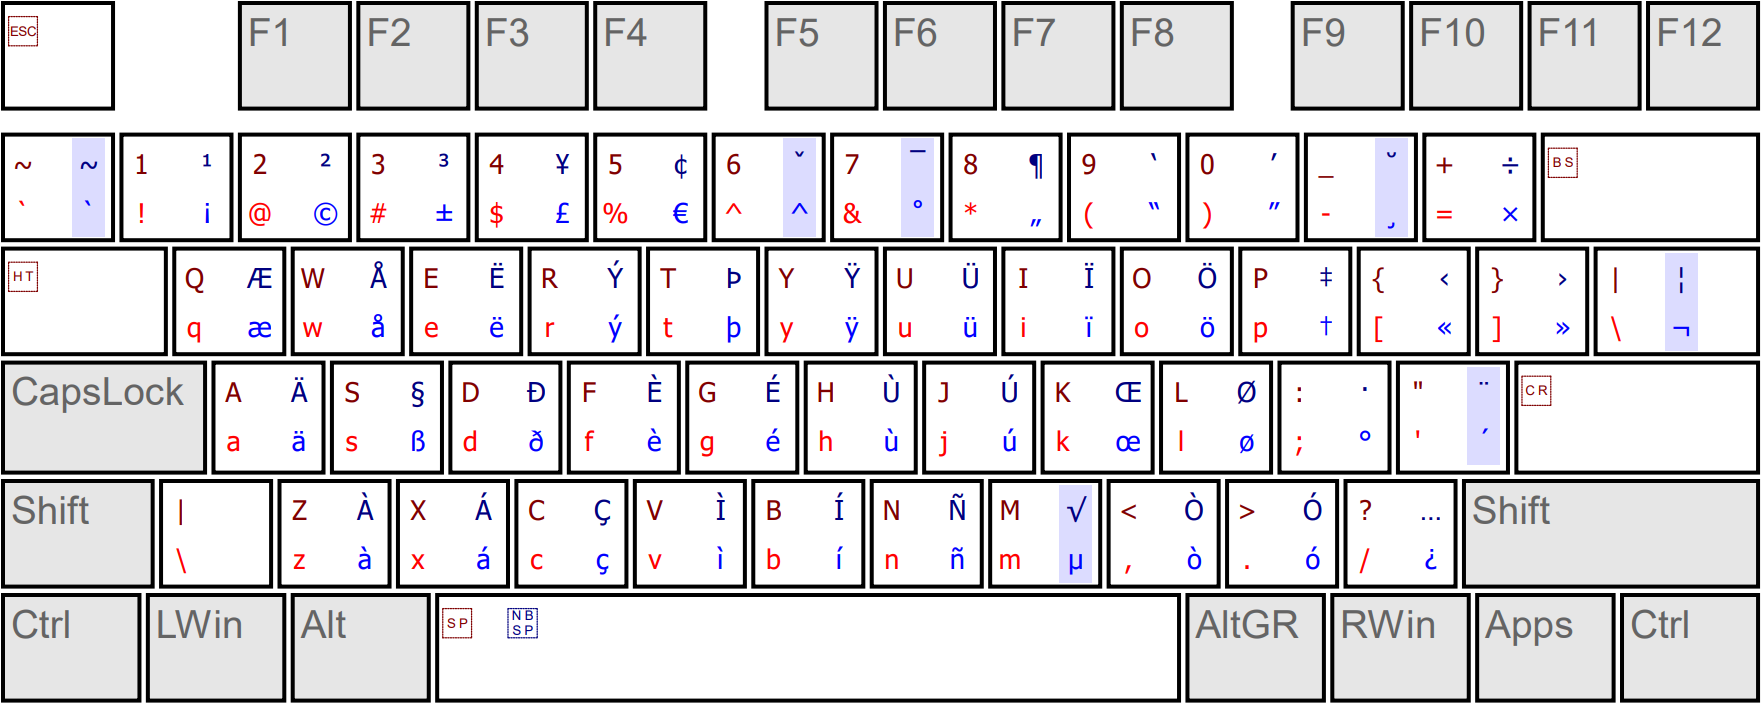 ESC F1 F2 F3 F4 F5 F6 F7 F8 F9 F10 F11 F12
~ ~ 1 ¹ 2 ² 3 ³ 4 ¥ 5 ¢ 6 ˇ 7 ¯ 8 ¶ 9 ‛ 0 ′ _ ˘ + ÷ BS
` ` ! ¡ @ © # ± $ £ % € ^ ^ & ° * „ ( “ ) ” - ¸ = ×
HT Q Æ W Å E Ë R Ý T Þ Y Ÿ U Ü I Ï O Ö P ‡ { ‹ } › | ¦
q æ w å e ë r ý t þ y ÿ u ü i ï o ö p † [ « ] » \ ¬
CapsLock A Ä S § D Ð F È G É H Ù J Ú K Œ L Ø : · " ¨ CR
a ä s ß d ð f è g é h ù j ú k œ l ø ; ° ' ´
Shift | Z À X Á C Ç V Ì B Í N Ñ M √ < Ò > Ó ? … Shift
\ z à x á c ç v ì b í n ñ m µ , ò . ó / ¿
Ctrl LWin Alt SP NB SP AltGR RWin Apps Ctrl